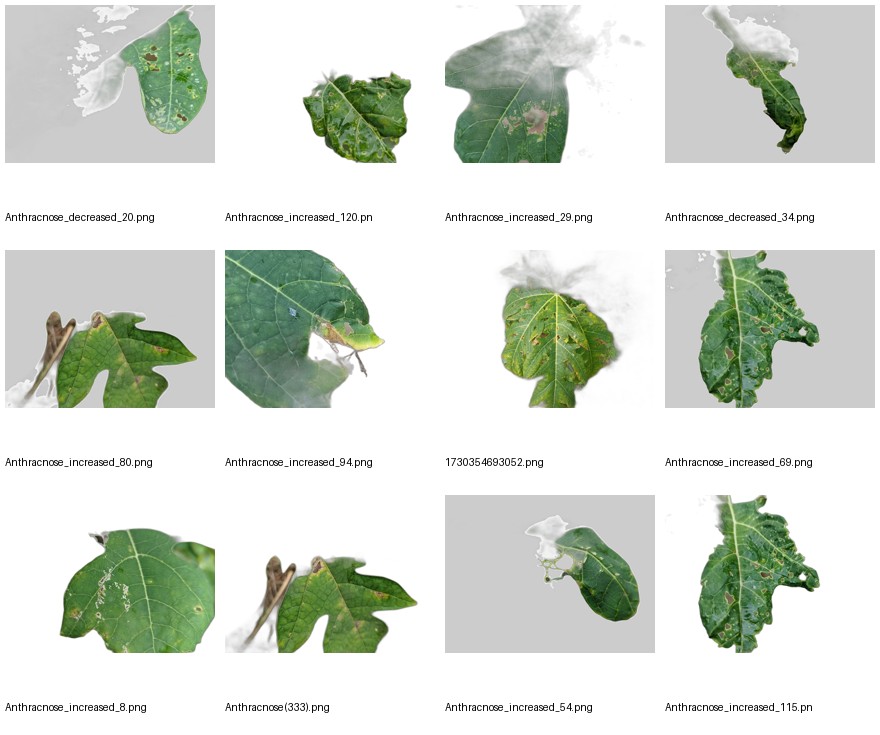 Anthracnose_decreased_20.png
Anthracnose_increased_120.pn
Anthracnose_increased_29.png
Anthracnose_decreased_34.png
Anthracnose_increased_80.png
Anthracnose_increased_94.png
1730354693052.png
Anthracnose_increased_69.png
Anthracnose_increased_8.png
Anthracnose(333).png
Anthracnose_increased_54.png
Anthracnose_increased_115.pn